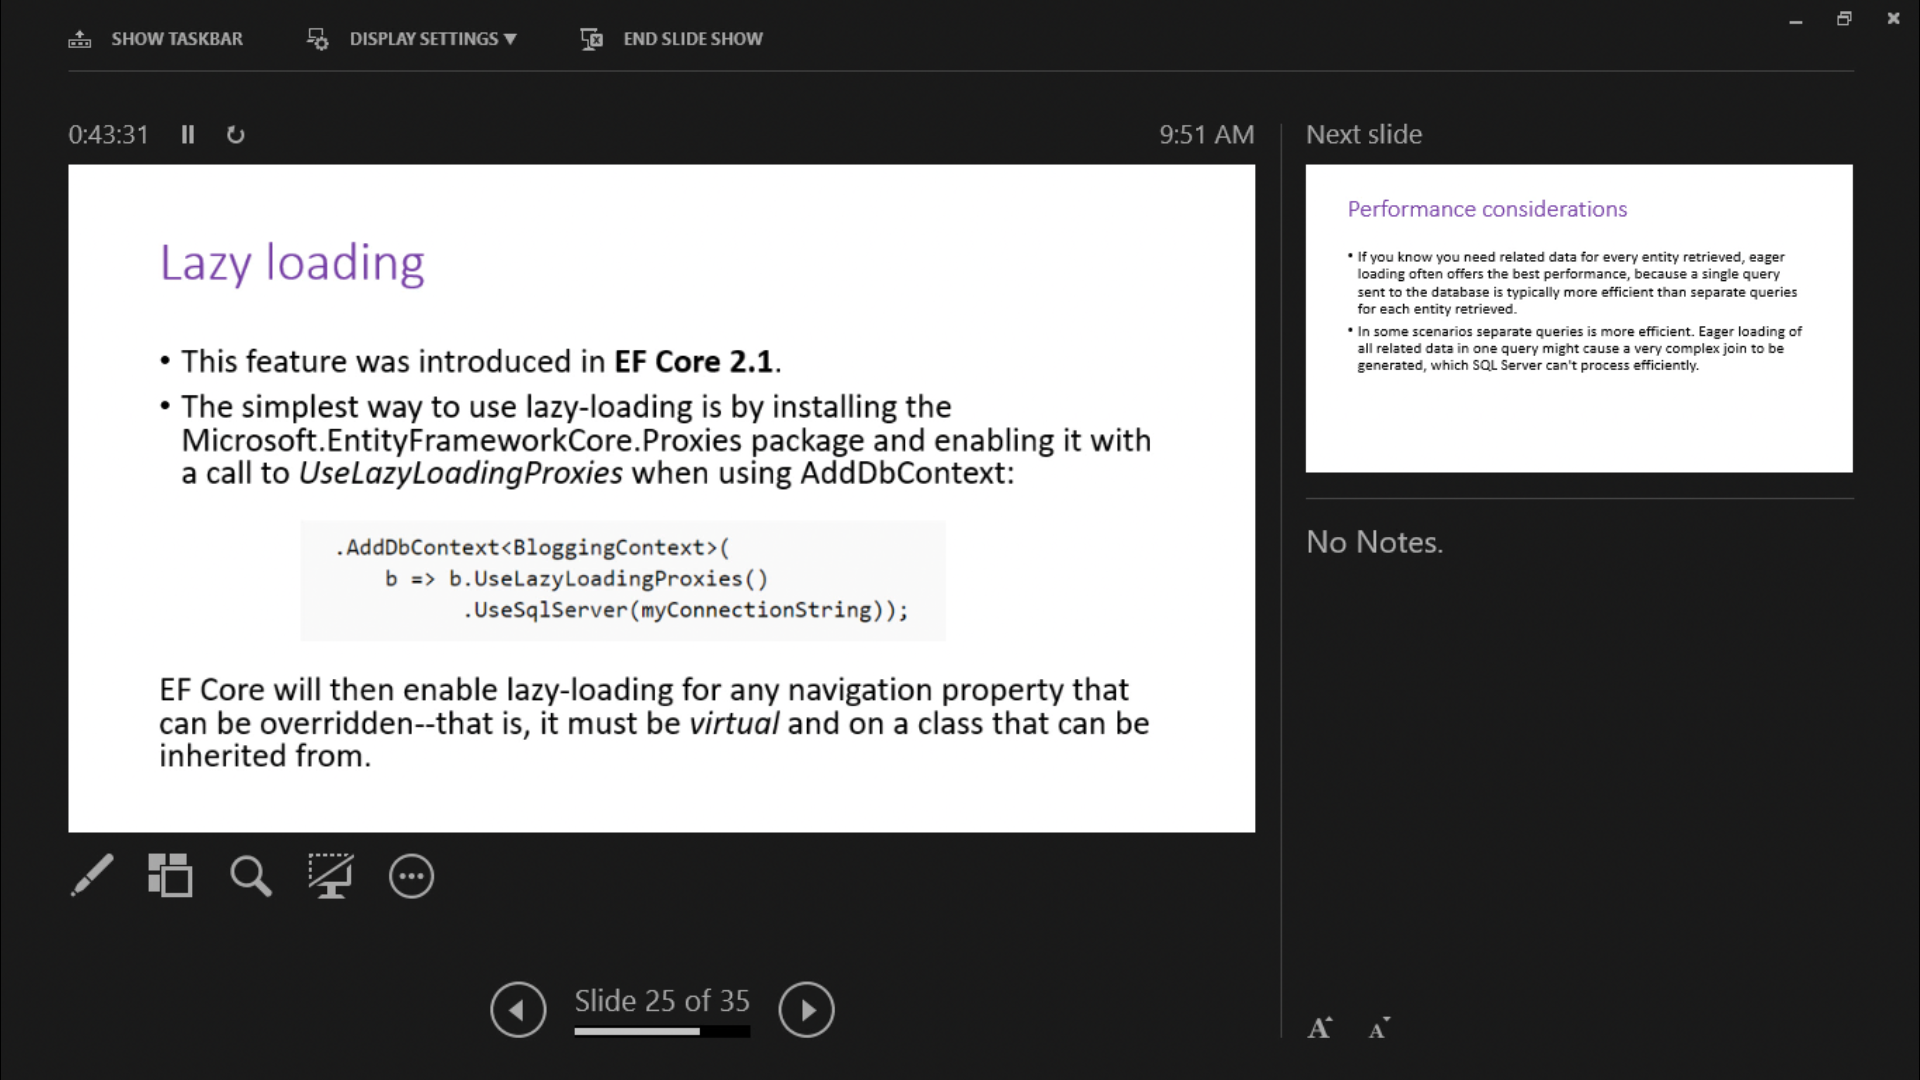 SHOW TASKBAR
DISPLAY SETTINGS ▼
END SLIDE SHOW
0:43:31
9:51 AM
Lazy loading
• This feature was introduced in EF Core 2.1.
• The simplest way to use lazy-loading is by installing the
Microsoft.EntityFrameworkCore.Proxies package and enabling it with
a call to UseLazyLoadingProxies when using AddDbContext:
.AddDbContext<BloggingContext>(
b => b.UseLazyLoadingProxies()
.UseSqlServer(myConnectionString));
EF Core will then enable lazy-loading for any navigation property that
can be overridden--that is, it must be virtual and on a class that can be
inherited from.
Slide 25 of 35
Next slide
Performance considerations
• If you know you need related data for every entity retrieved, eager
loading often offers the best performance, because a single query
sent to the database is typically more efficient than separate queries
for each entity retrieved.
• In some scenarios separate queries is more efficient. Eager loading of
all related data in one query might cause a very complex join to be
generated, which SQL Server can't process efficiently.
No Notes.
A A